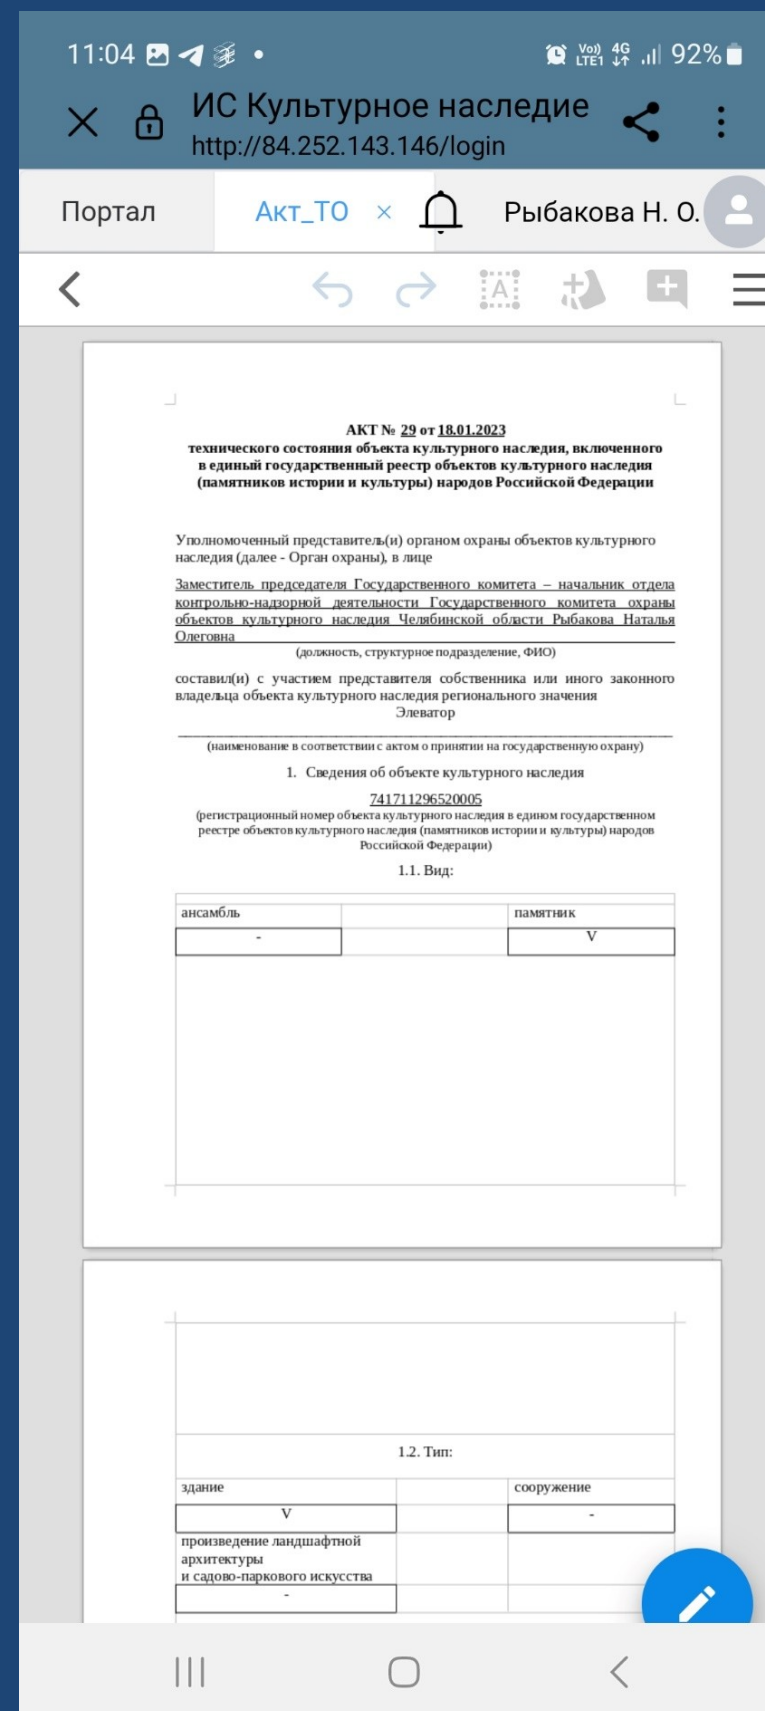 11:04 Vo)) LTE1 4G 92%
ИС Культурное наследие
http://84.252.143.146/login
Портал Акт_ТО × Рыбакова Н. О.
A
АКТ № 29 от 18.01.2023
технического состояния объекта культурного наследия, включенного
в единый государственный реестр объектов культурного наследия
(памятников истории и культуры) народов Российской Федерации
Уполномоченный представитель(и) органом охраны объектов культурного
наследия (далее - Орган охраны), в лице
Заместитель председателя Государственного комитета – начальник отдела
контрольно-надзорной деятельности Государственного комитета охраны
объектов культурного наследия Челябинской области Рыбакова Наталья
Олеговна
(должность, структурное подразделение, ФИО)
составил(и) с участием представителя собственника или иного законного
владельца объекта культурного наследия регионального значения
Элеватор
(наименование в соответствии с актом о принятии на государственную охрану)
1. Сведения об объекте культурного наследия
741711296520005
(регистрационный номер объекта культурного наследия в едином государственном
реестре объектов культурного наследия (памятников истории и культуры) народов
Российской Федерации)
1.1. Вид:
ансамбль памятник
- V
1.2. Тип:
здание сооружение
V -
произведение ландшафтной
архитектуры
и садово-паркового искусства
-